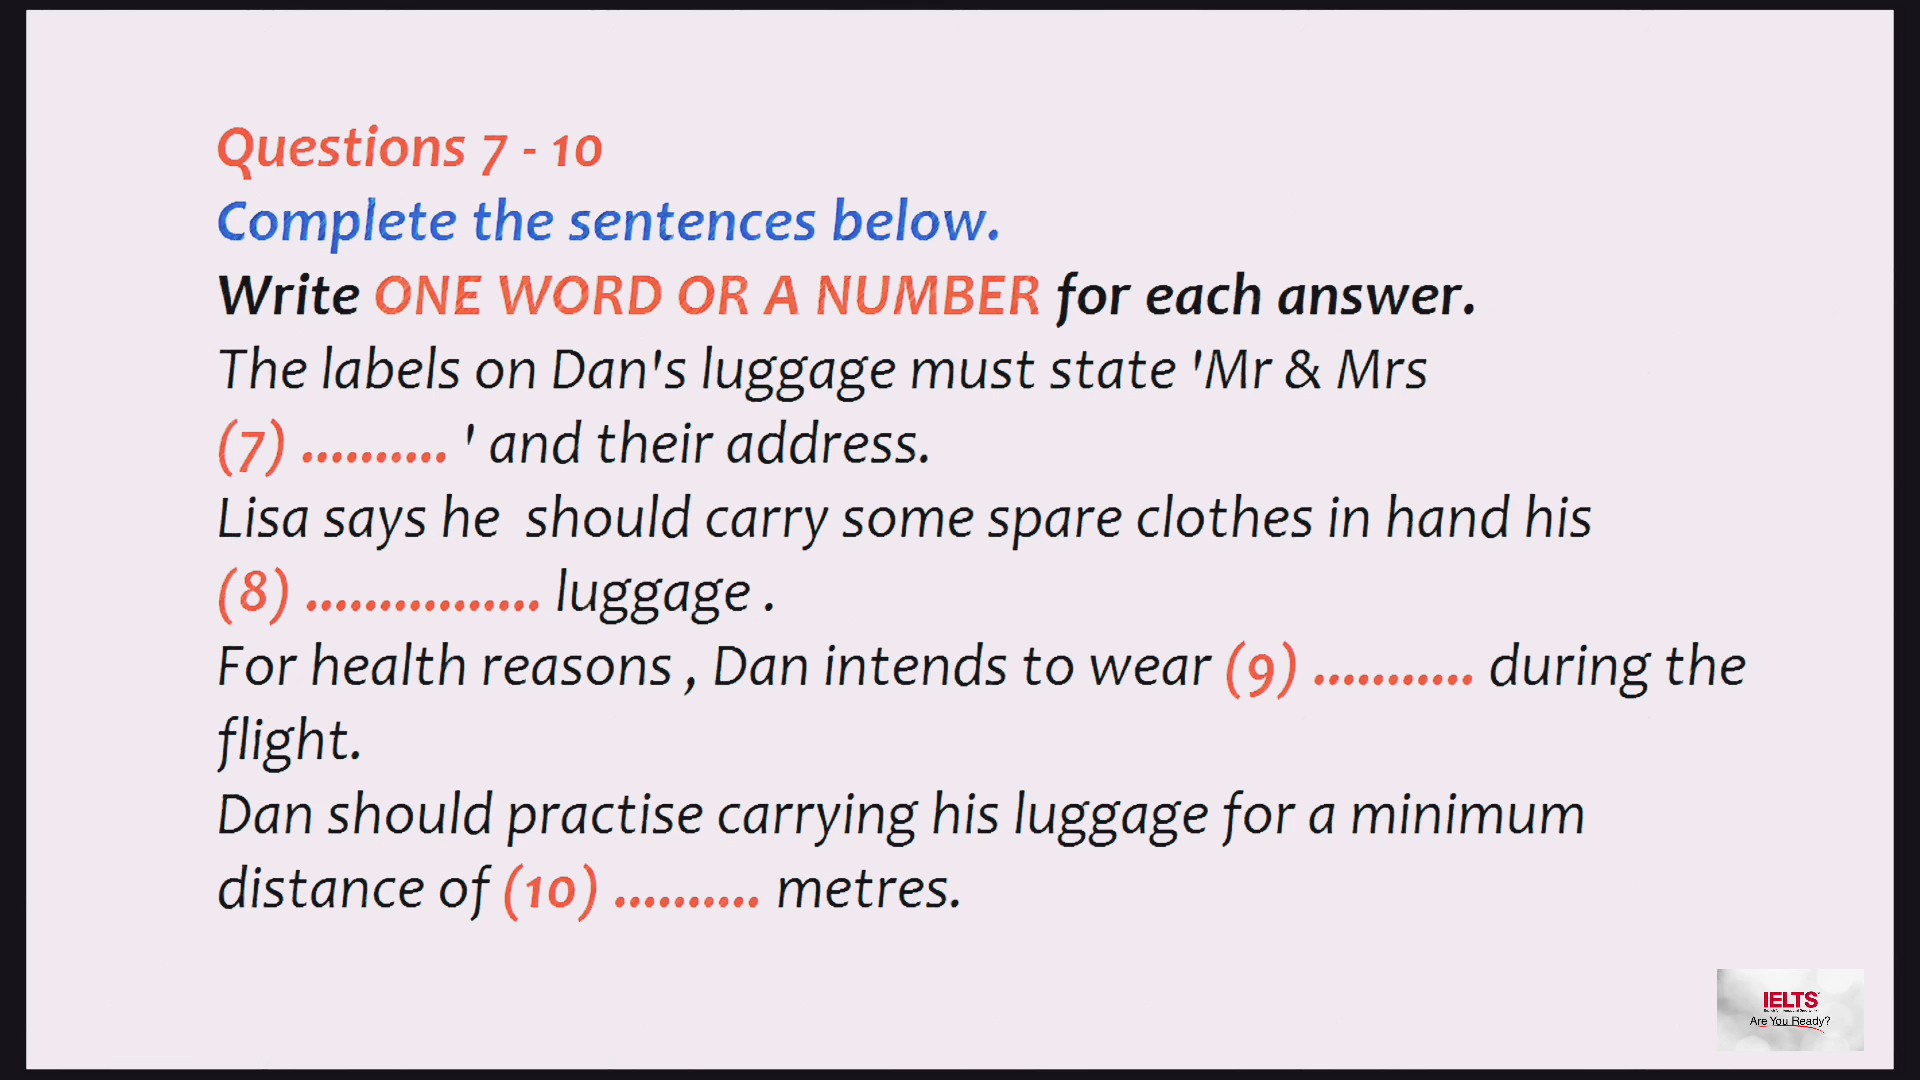 Questions 7 - 10
Complete the sentences below.
Write ONE WORD OR A NUMBER for each answer.
The labels on Dan's luggage must state 'Mr & Mrs
(7) .......... ' and their address.
Lisa says he should carry some spare clothes in hand his
(8) ................ luggage .
For health reasons , Dan intends to wear (9) ........... during the
flight.
Dan should practise carrying his luggage for a minimum
distance of (10) .......... metres.
IELTS
Are You Ready?